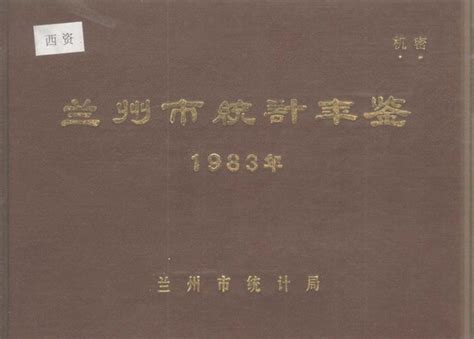 西资
机密
兰州市统计年鉴
1983年
兰州市统计局